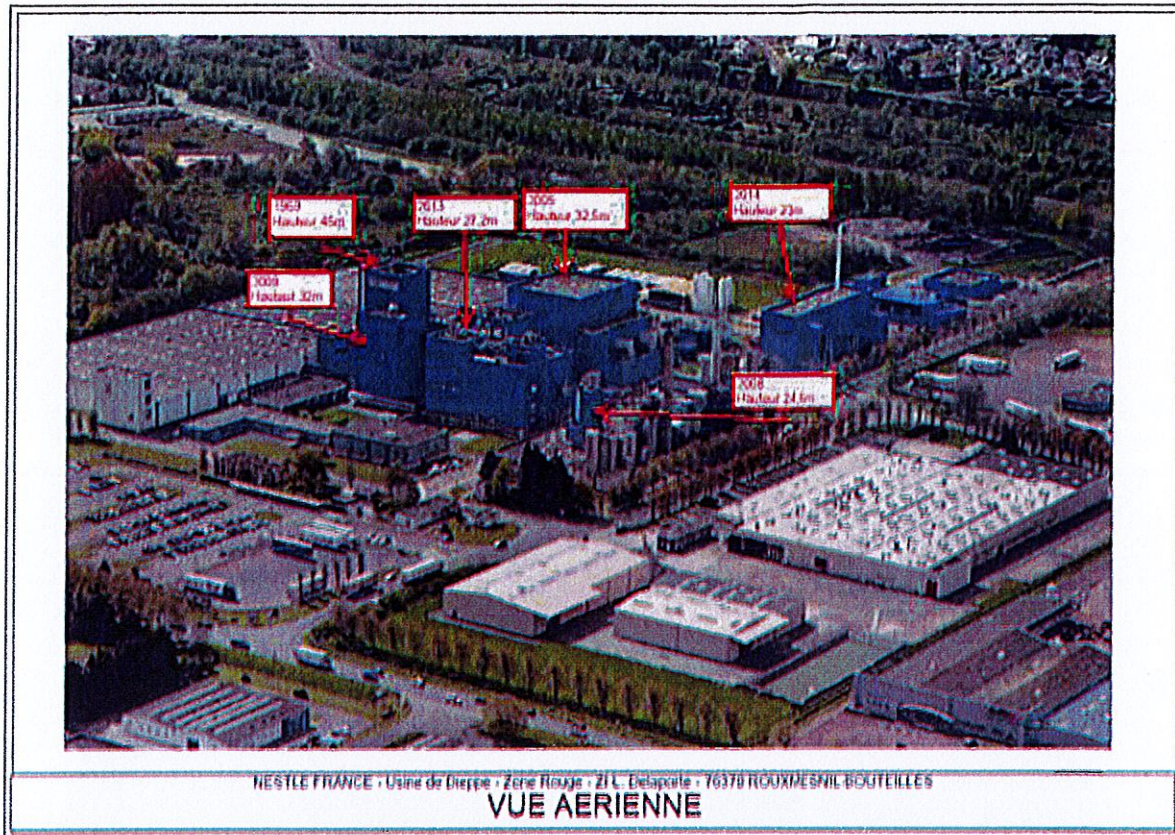 1969
Hauteur 45m
2013
Hauteur 27,2m
2005
Hauteur 32,5m
2014
Hauteur 23m
2009
Hauteur 32m
2008
Hauteur 24,6m
NESTLE FRANCE - Usine de Dieppe - Zone Rouge - ZI L. Delaporte - 76370 ROUXMESNIL-BOUTEILLES
VUE AERIENNE